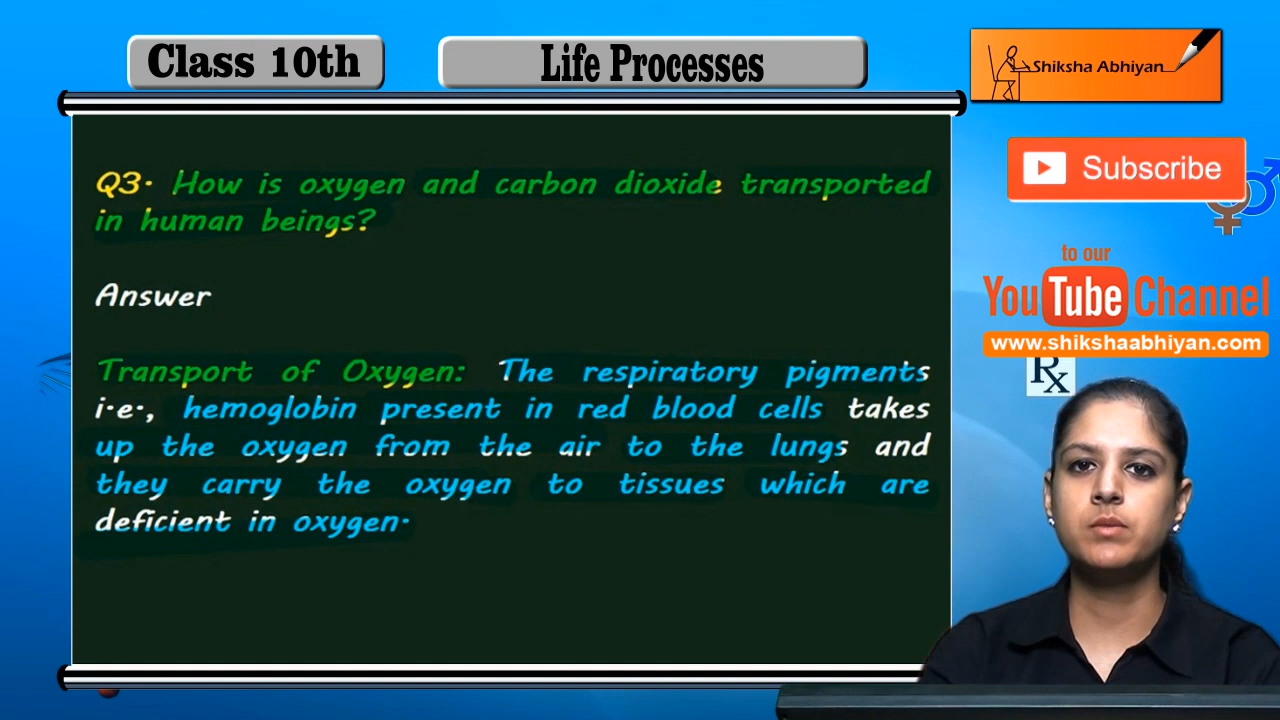 Class 10th
Life Processes
Shiksha Abhiyan
Subscribe
Q3. How is oxygen and carbon dioxide transported
in human beings?
to our
YouTube Channel
www.shikshaabhiyan.com
Rx
Answer
Transport of Oxygen: The respiratory pigments
i.e., hemoglobin present in red blood cells takes
up the oxygen from the air to the lungs and
they carry the oxygen to tissues which are
deficient in oxygen.